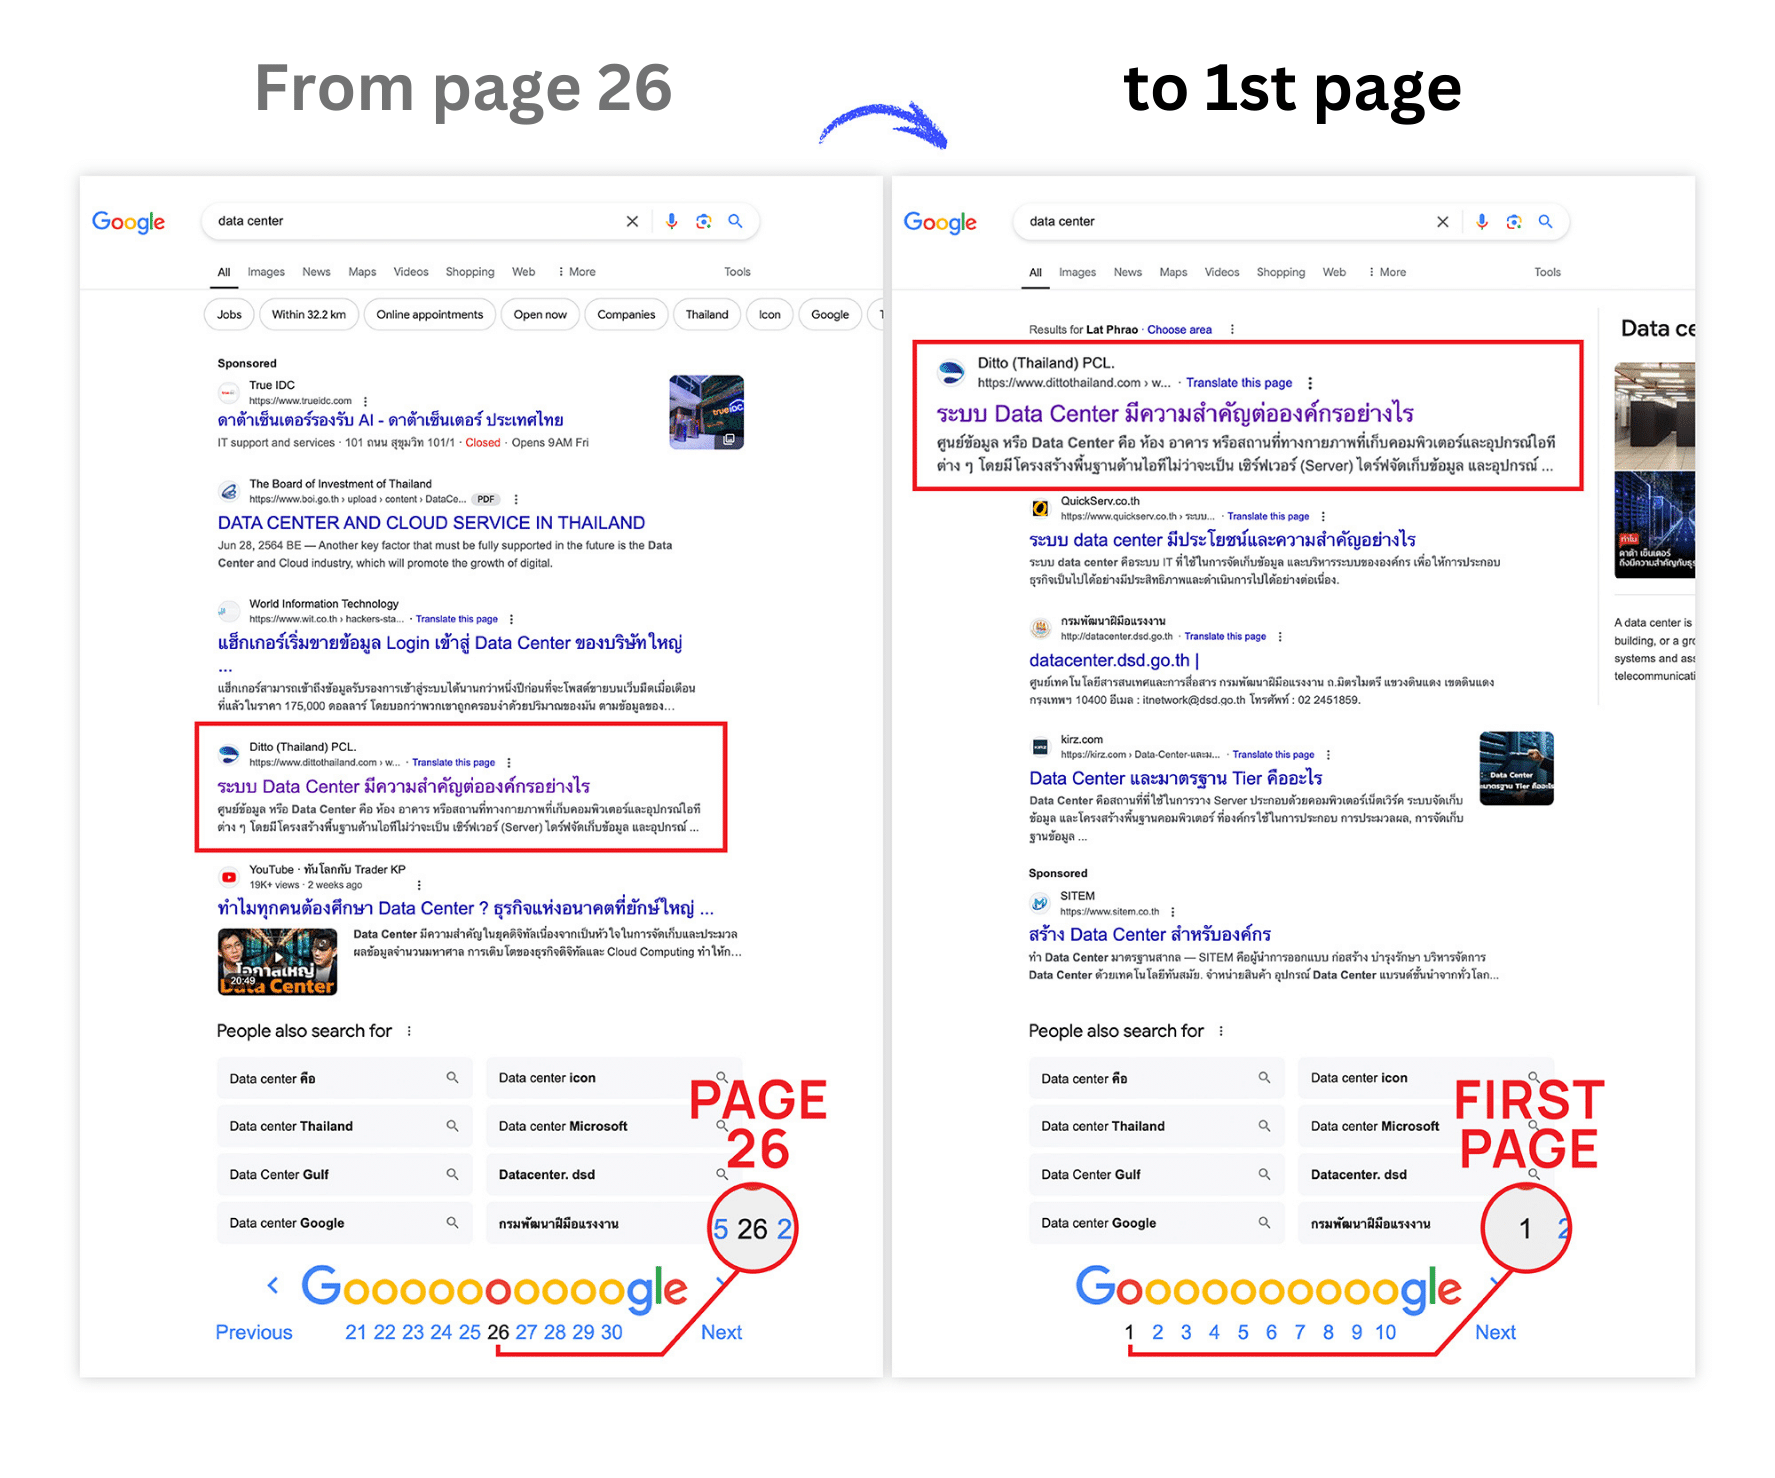 From page 26
to 1st page
Google
data center
All Images News Maps Videos Shopping Web More Tools
Jobs Within 32.2 km Online appointments Open now Companies Thailand Icon Google
Sponsored
True IDC
https://www.trueidc.com
ดาต้าเซ็นเตอร์รองรับ AI - ดาต้าเซ็นเตอร์ ประเทศไทย
IT support and services · 101 ถนน สุขุมวิท 101/1 · Closed · Opens 9AM Fri
trueIDC
The Board of Investment of Thailand
https://www.boi.go.th › upload › content › DataCe... PDF
DATA CENTER AND CLOUD SERVICE IN THAILAND
Jun 28, 2564 BE — Another key factor that must be fully supported in the future is the Data
Center and Cloud industry, which will promote the growth of digital.
World Information Technology
https://www.wit.co.th › hackers-sta... · Translate this page
แฮ็กเกอร์เริ่มขายข้อมูล Login เข้าสู่ Data Center ของบริษัทใหญ่
...
แฮ็กเกอร์สามารถเข้าถึงข้อมูลรับรองการเข้าสู่ระบบได้นานกว่าหนึ่งปีก่อนที่จะโพสต์ขายบนเว็บมืดเมื่อเดือน
ที่แล้วในราคา 175,000 ดอลลาร์ โดยบอกว่าพวกเขาถูกครอบงำด้วยปริมาณของมัน ตามข้อมูลของ...
Ditto (Thailand) PCL.
https://www.dittothailand.com › w... · Translate this page
ระบบ Data Center มีความสำคัญต่อองค์กรอย่างไร
ศูนย์ข้อมูล หรือ Data Center คือ ห้อง อาคาร หรือสถานที่ทางกายภาพที่เก็บคอมพิวเตอร์และอุปกรณ์ไอที
ต่าง ๆ โดยมีโครงสร้างพื้นฐานด้านไอทีไม่ว่าจะเป็น เซิร์ฟเวอร์ (Server) ไดร์ฟจัดเก็บข้อมูล และอุปกรณ์ ...
YouTube · ทันโลกกับ Trader KP
19K+ views · 2 weeks ago
ทำไมทุกคนต้องศึกษา Data Center ? ธุรกิจแห่งอนาคตที่ยักษ์ใหญ่ ...
Data Center มีความสำคัญในยุคดิจิทัลเนื่องจากเป็นหัวใจในการจัดเก็บและประมวล
ผลข้อมูลจำนวนมหาศาล การเติบโตของธุรกิจดิจิทัลและ Cloud Computing ทำให้ก...
โอกาสใหญ่
20:49
Data Center
People also search for
Data center คือ
Data center icon
Data center Thailand
Data center Microsoft
Data Center Gulf
Datacenter. dsd
Data center Google
กรมพัฒนาฝีมือแรงงาน
PAGE
26
5 26 2
Goooooooooogle
Previous 21 22 23 24 25 26 27 28 29 30 Next
Google
data center
All Images News Maps Videos Shopping Web More Tools
Results for Lat Phrao · Choose area
Ditto (Thailand) PCL.
https://www.dittothailand.com › w... · Translate this page
ระบบ Data Center มีความสำคัญต่อองค์กรอย่างไร
ศูนย์ข้อมูล หรือ Data Center คือ ห้อง อาคาร หรือสถานที่ทางกายภาพที่เก็บคอมพิวเตอร์และอุปกรณ์ไอที
ต่าง ๆ โดยมีโครงสร้างพื้นฐานด้านไอทีไม่ว่าจะเป็น เซิร์ฟเวอร์ (Server) ไดร์ฟจัดเก็บข้อมูล และอุปกรณ์ ...
QuickServ.co.th
https://www.quickserv.co.th › ระบบ... · Translate this page
ระบบ data center มีประโยชน์และความสำคัญอย่างไร
ระบบ data center คือระบบ IT ที่ใช้ในการจัดเก็บข้อมูล และบริหารระบบขององค์กร เพื่อให้การประกอบ
ธุรกิจเป็นไปได้อย่างมีประสิทธิภาพและดำเนินการไปได้อย่างต่อเนื่อง.
กรมพัฒนาฝีมือแรงงาน
http://datacenter.dsd.go.th · Translate this page
datacenter.dsd.go.th |
ศูนย์เทคโนโลยีสารสนเทศและการสื่อสาร กรมพัฒนาฝีมือแรงงาน ถ.มิตรไมตรี แขวงดินแดง เขตดินแดง
กรุงเทพฯ 10400 อีเมล : itnetwork@dsd.go.th โทรศัพท์ : 02 2451859.
kirz.com
https://kirz.com › Data-Center-และม... · Translate this page
Data Center และมาตรฐาน Tier คืออะไร
Data Center คือสถานที่ที่ใช้ในการวาง Server ประกอบด้วยคอมพิวเตอร์เน็ตเวิร์ค ระบบจัดเก็บ
ข้อมูล และโครงสร้างพื้นฐานคอมพิวเตอร์ ที่องค์กรใช้ในการประกอบ การประมวลผล, การจัดเก็บ
ฐานข้อมูล ...
Data Center
มาตรฐาน Tier คืออะไร
Sponsored
SITEM
https://www.sitem.co.th
สร้าง Data Center สำหรับองค์กร
ทำ Data Center มาตรฐานสากล — SITEM คือผู้นำการออกแบบ ก่อสร้าง บำรุงรักษา บริหารจัดการ
Data Center ด้วยเทคโนโลยีทันสมัย. จำหน่ายสินค้า อุปกรณ์ Data Center แบรนด์ชั้นนำจากทั่วโลก...
Data ce
ทำไม
ดาต้า เซ็นเตอร์
ถึงมีความสำคัญกับธุร
A data center is
building, or a gro
systems and ass
telecommunicati
People also search for
Data center คือ
Data center icon
Data center Thailand
Data center Microsoft
Data Center Gulf
Datacenter. dsd
Data center Google
กรมพัฒนาฝีมือแรงงาน
FIRST
PAGE
1 2
Goooooooooogle
1 2 3 4 5 6 7 8 9 10 Next